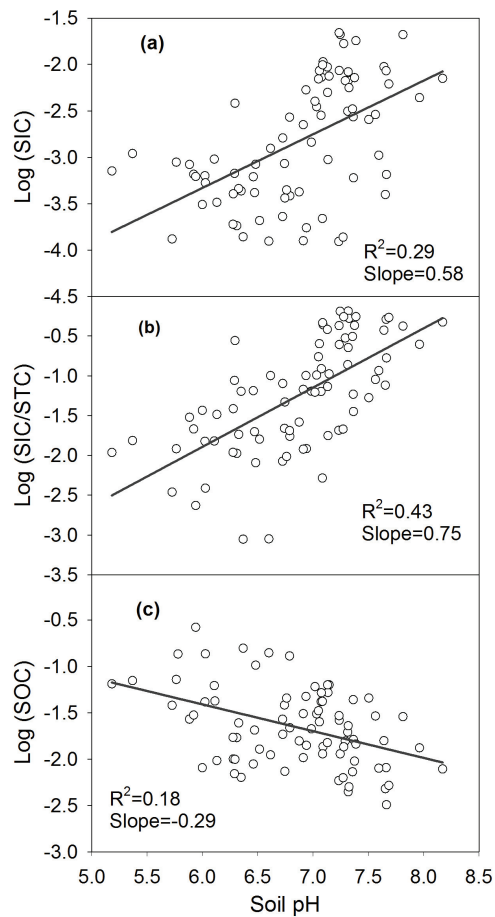 (a)
-1.5
-2.0
-2.5
-3.0
-3.5
-4.0
-4.5
Log (SIC)
R²=0.29
Slope=0.58
(b)
-0.5
-1.0
-1.5
-2.0
-2.5
-3.0
-3.5
Log (SIC/STC)
R²=0.43
Slope=0.75
(c)
-0.5
-1.0
-1.5
-2.0
-2.5
-3.0
Log (SOC)
R²=0.18
Slope=-0.29
5.0 5.5 6.0 6.5 7.0 7.5 8.0 8.5
Soil pH